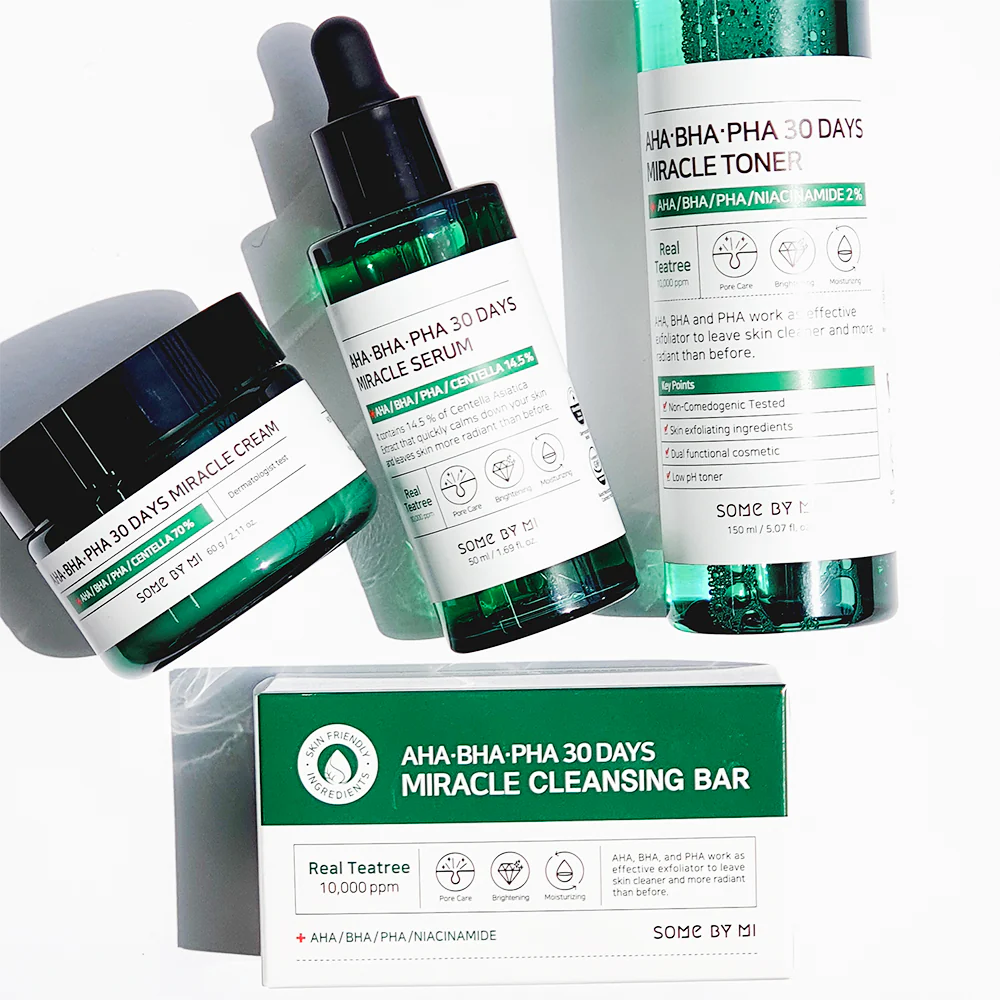 AHA·BHA·PHA 30 DAYS MIRACLE CREAM
AHA/BHA/PHA/CENTELLA 70%
Dermatologist test
SOME BY MI 60 g / 2.11 oz.
AHA·BHA·PHA 30 DAYS
MIRACLE SERUM
+AHA/BHA/PHA/CENTELLA 14.5%
It contains 14.5 % of Centella Asiatica
Extract that quickly calms down your skin
and leaves skin more radiant than before.
Real
Teatree
10,000 ppm
Pore Care
Brightening
Moisturizing
SOME BY MI
50 ml / 1.69 fl. oz.
AHA·BHA·PHA 30 DAYS
MIRACLE TONER
+ AHA/BHA/PHA/NIACINAMIDE 2%
Real
Teatree
10,000 ppm
Pore Care
Brightening
Moisturizing
AHA, BHA and PHA work as effective
exfoliator to leave skin cleaner and more
radiant than before.
Key Points
Non-Comedogenic Tested
Skin exfoliating ingredients
Dual functional cosmetic
Low pH toner
SOME BY M
150 ml / 5.07 fl. oz.
SKIN FRIENDLY
INGREDIENTS
AHA·BHA·PHA 30 DAYS
MIRACLE CLEANSING BAR
Real Teatree
10,000 ppm
Pore Care
Brightening
Moisturizing
AHA, BHA, and PHA work as
effective exfoliator to leave
skin cleaner and more radiant
than before.
+ AHA/BHA/PHA/NIACINAMIDE
SOME BY MI